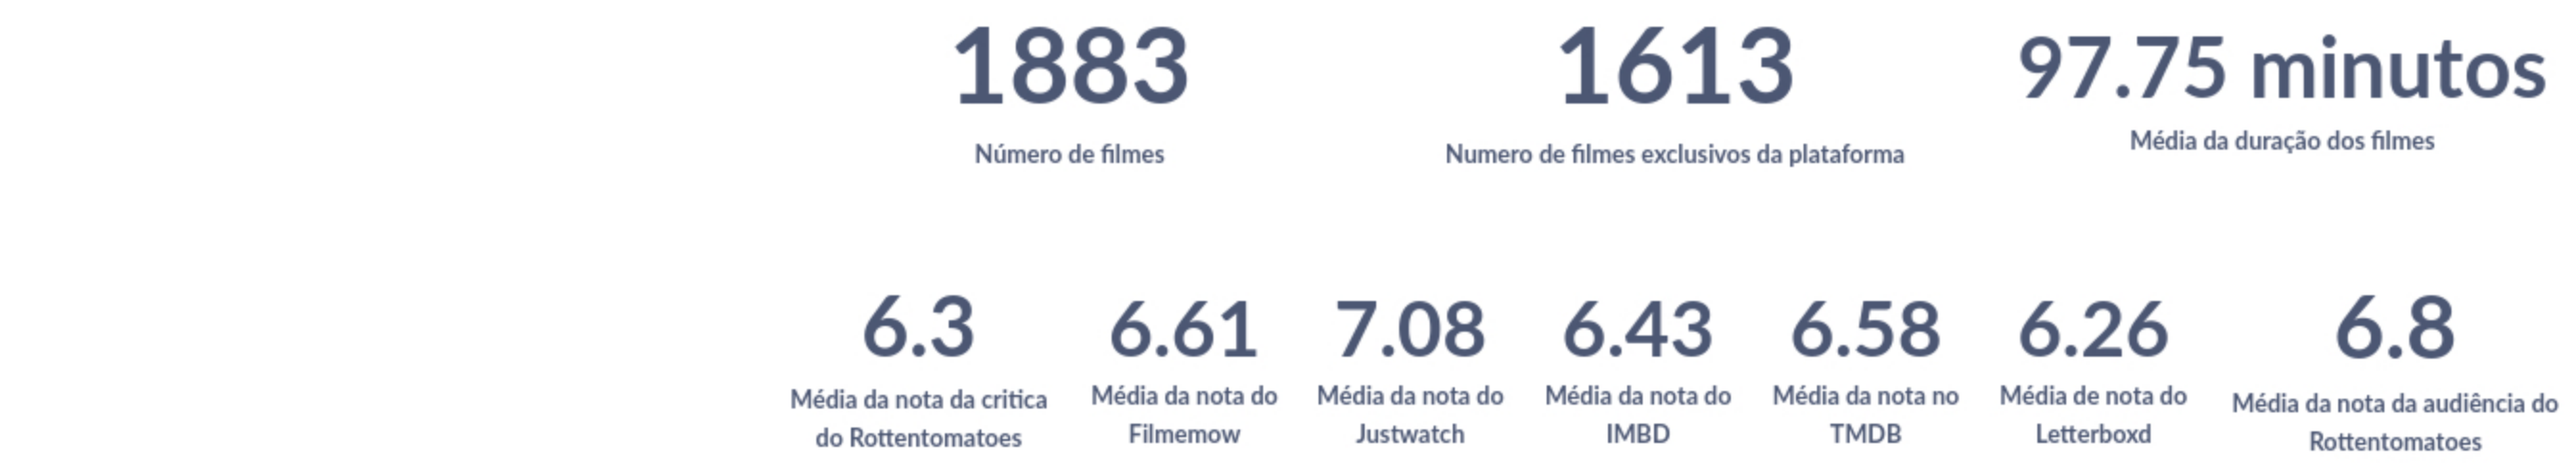 1883
Número de filmes
1613
Numero de filmes exclusivos da plataforma
97.75 minutos
Média da duração dos filmes
6.3
Média da nota da critica
do Rottentomatoes
6.61
Média da nota do
Filmemow
7.08
Média da nota do
Justwatch
6.43
Média da nota do
IMBD
6.58
Média da nota no
TMDB
6.26
Média de nota do
Letterboxd
6.8
Média da nota da audiência do
Rottentomatoes